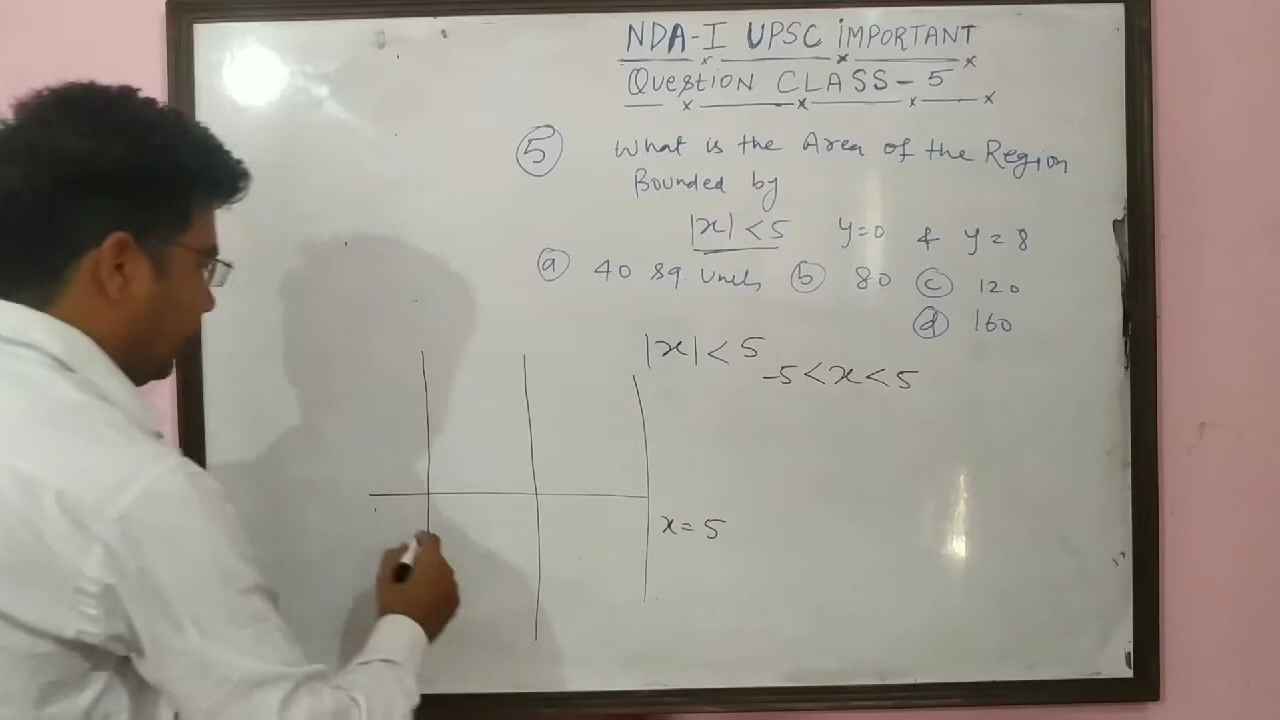 NDA-I UPSC IMPORTANT
QUESTION CLASS-5
5 What is the Area of the Region
Bounded by
|x| < 5 y=0 & y=8
a 40 sq. Units b 80 c 120
d 160
|x| < 5
-5 < x < 5
x = 5